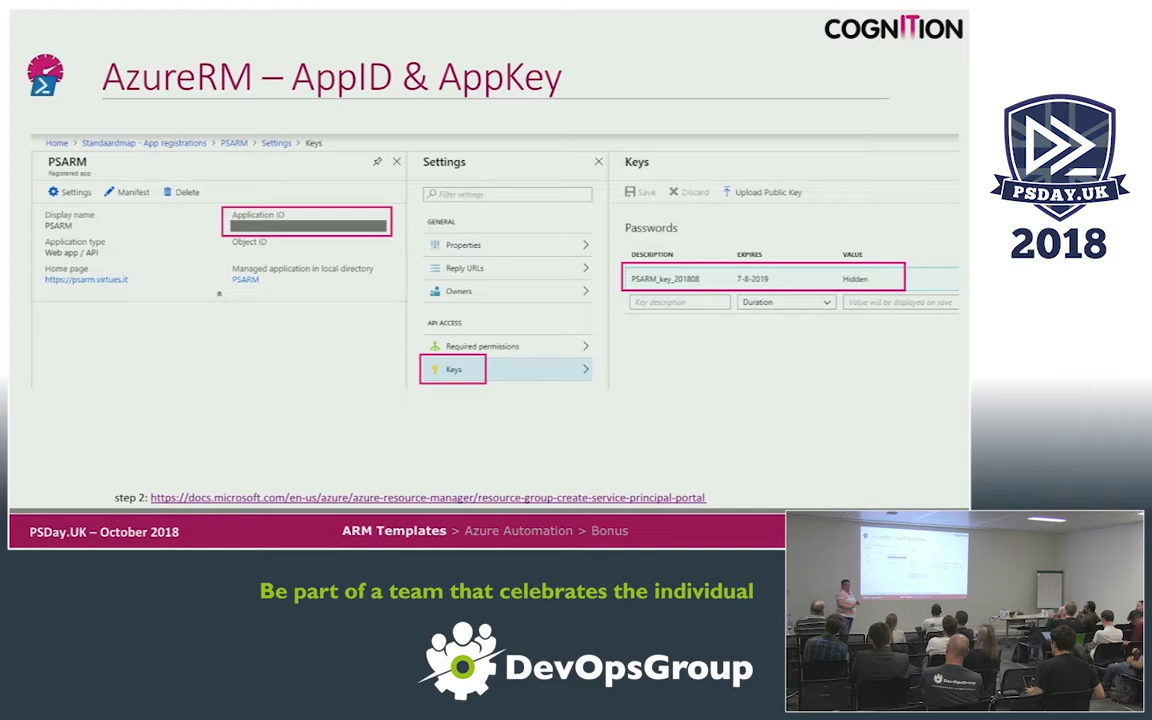 COGNITION
AzureRM – AppID & AppKey
Home > Standaardmap - App registrations > PSARM > Settings > Keys
PSARM
Registered app
Settings
Manifest
Delete
Display name
PSARM
Application type
Web app / API
Home page
https://psarm.virtues.it
Application ID
Object ID
Managed application in local directory
PSARM
Settings
Filter settings
GENERAL
Properties
Reply URLs
Owners
API ACCESS
Required permissions
Keys
Keys
Save
Discard
Upload Public Key
Passwords
DESCRIPTION EXPIRES VALUE
PSARM_key_201808 7-8-2019 Hidden
Key description Duration Value will be displayed on save
step 2: https://docs.microsoft.com/en-us/azure/azure-resource-manager/resource-group-create-service-principal-portal
PSDay.UK – October 2018
ARM Templates > Azure Automation > Bonus
PSDAY.UK
2018
Be part of a team that celebrates the individual
DevOpsGroup
AzureRM – AppID & AppKey
DevOpsGroup